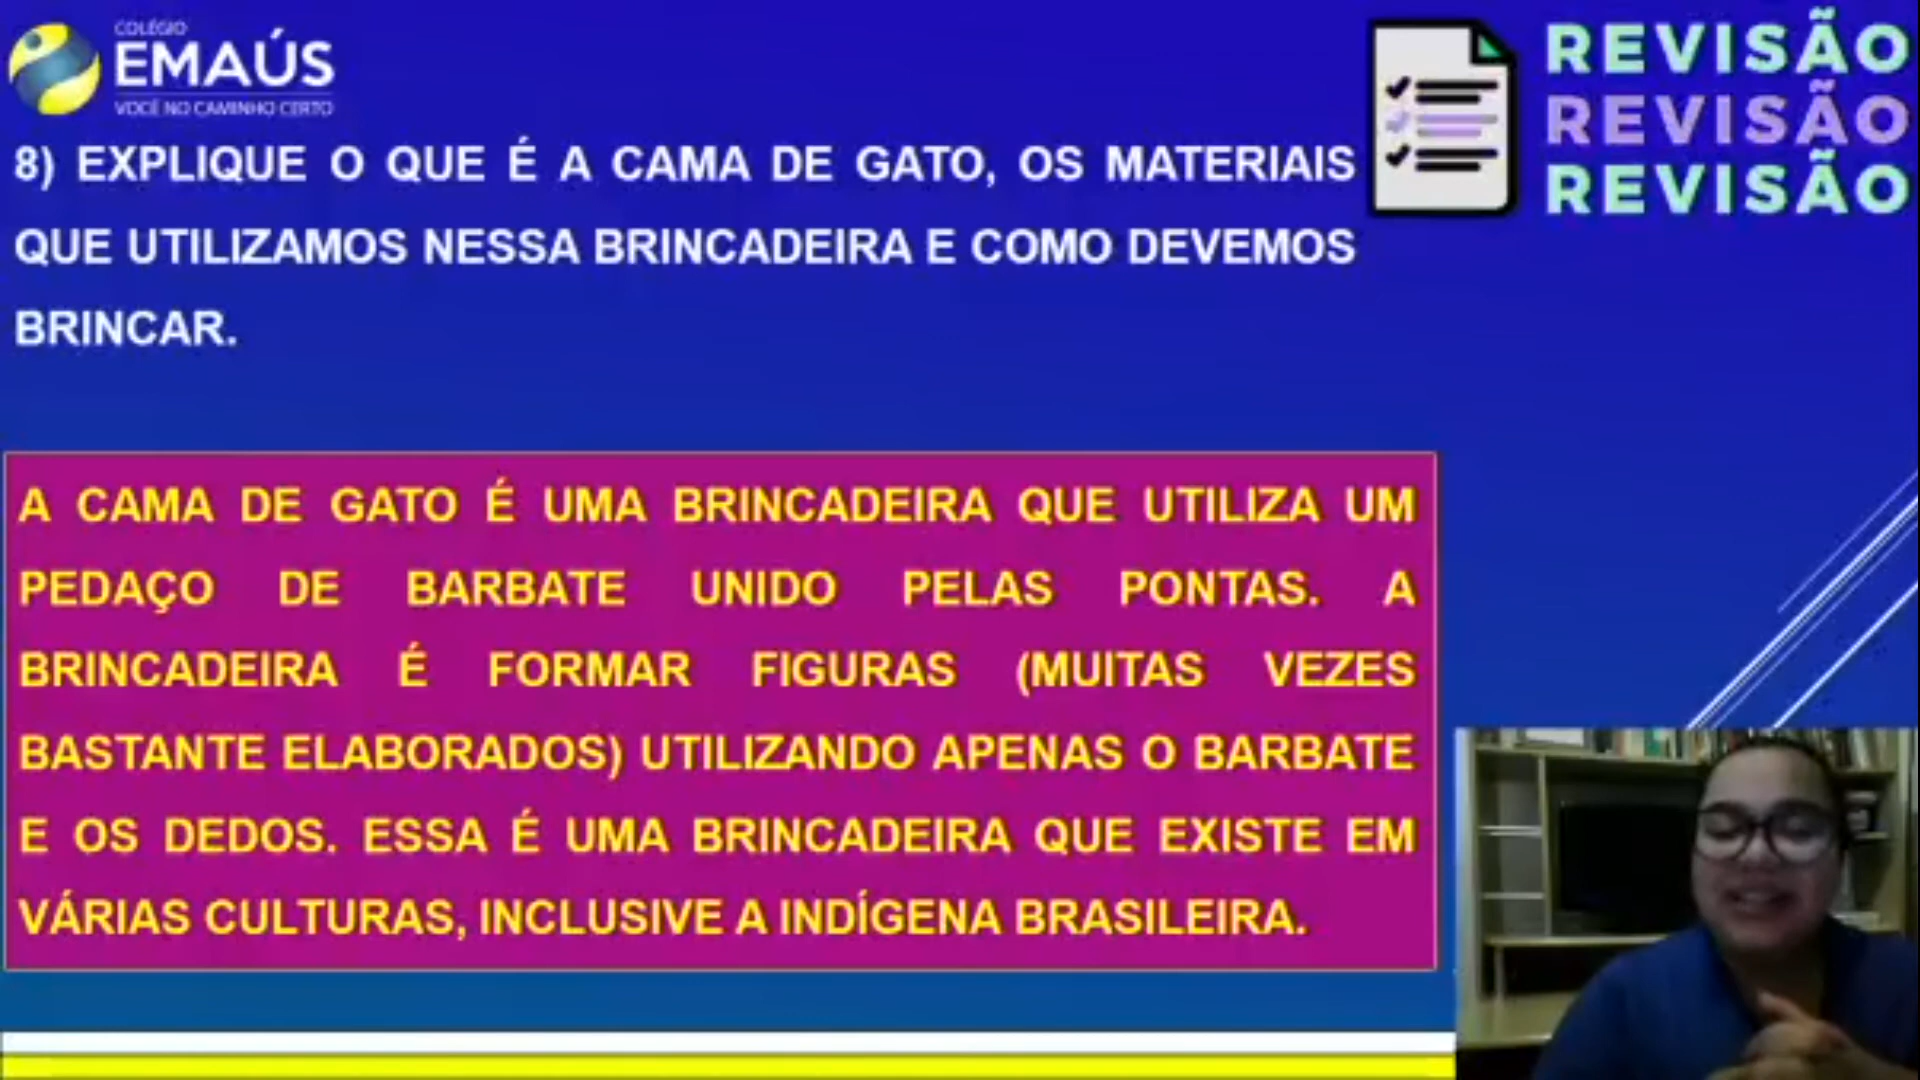 COLÉGIO
EMAÚS
VOCÊ NO CAMINHO CERTO
REVISÃO
REVISÃO
REVISÃO
8) EXPLIQUE O QUE É A CAMA DE GATO, OS MATERIAIS
QUE UTILIZAMOS NESSA BRINCADEIRA E COMO DEVEMOS
BRINCAR.
A CAMA DE GATO É UMA BRINCADEIRA QUE UTILIZA UM
PEDAÇO DE BARBATE UNIDO PELAS PONTAS. A
BRINCADEIRA É FORMAR FIGURAS (MUITAS VEZES
BASTANTE ELABORADOS) UTILIZANDO APENAS O BARBATE
E OS DEDOS. ESSA É UMA BRINCADEIRA QUE EXISTE EM
VÁRIAS CULTURAS, INCLUSIVE A INDÍGENA BRASILEIRA.